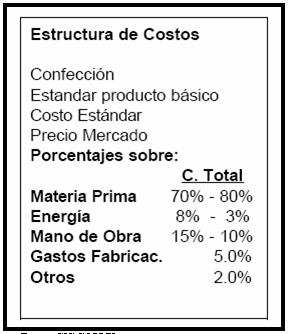 Estructura de Costos
Confección
Estandar producto básico
Costo Estándar
Precio Mercado
Porcentajes sobre:
C. Total
Materia Prima 70% - 80%
Energía 8% - 3%
Mano de Obra 15% - 10%
Gastos Fabricac. 5.0%
Otros 2.0%